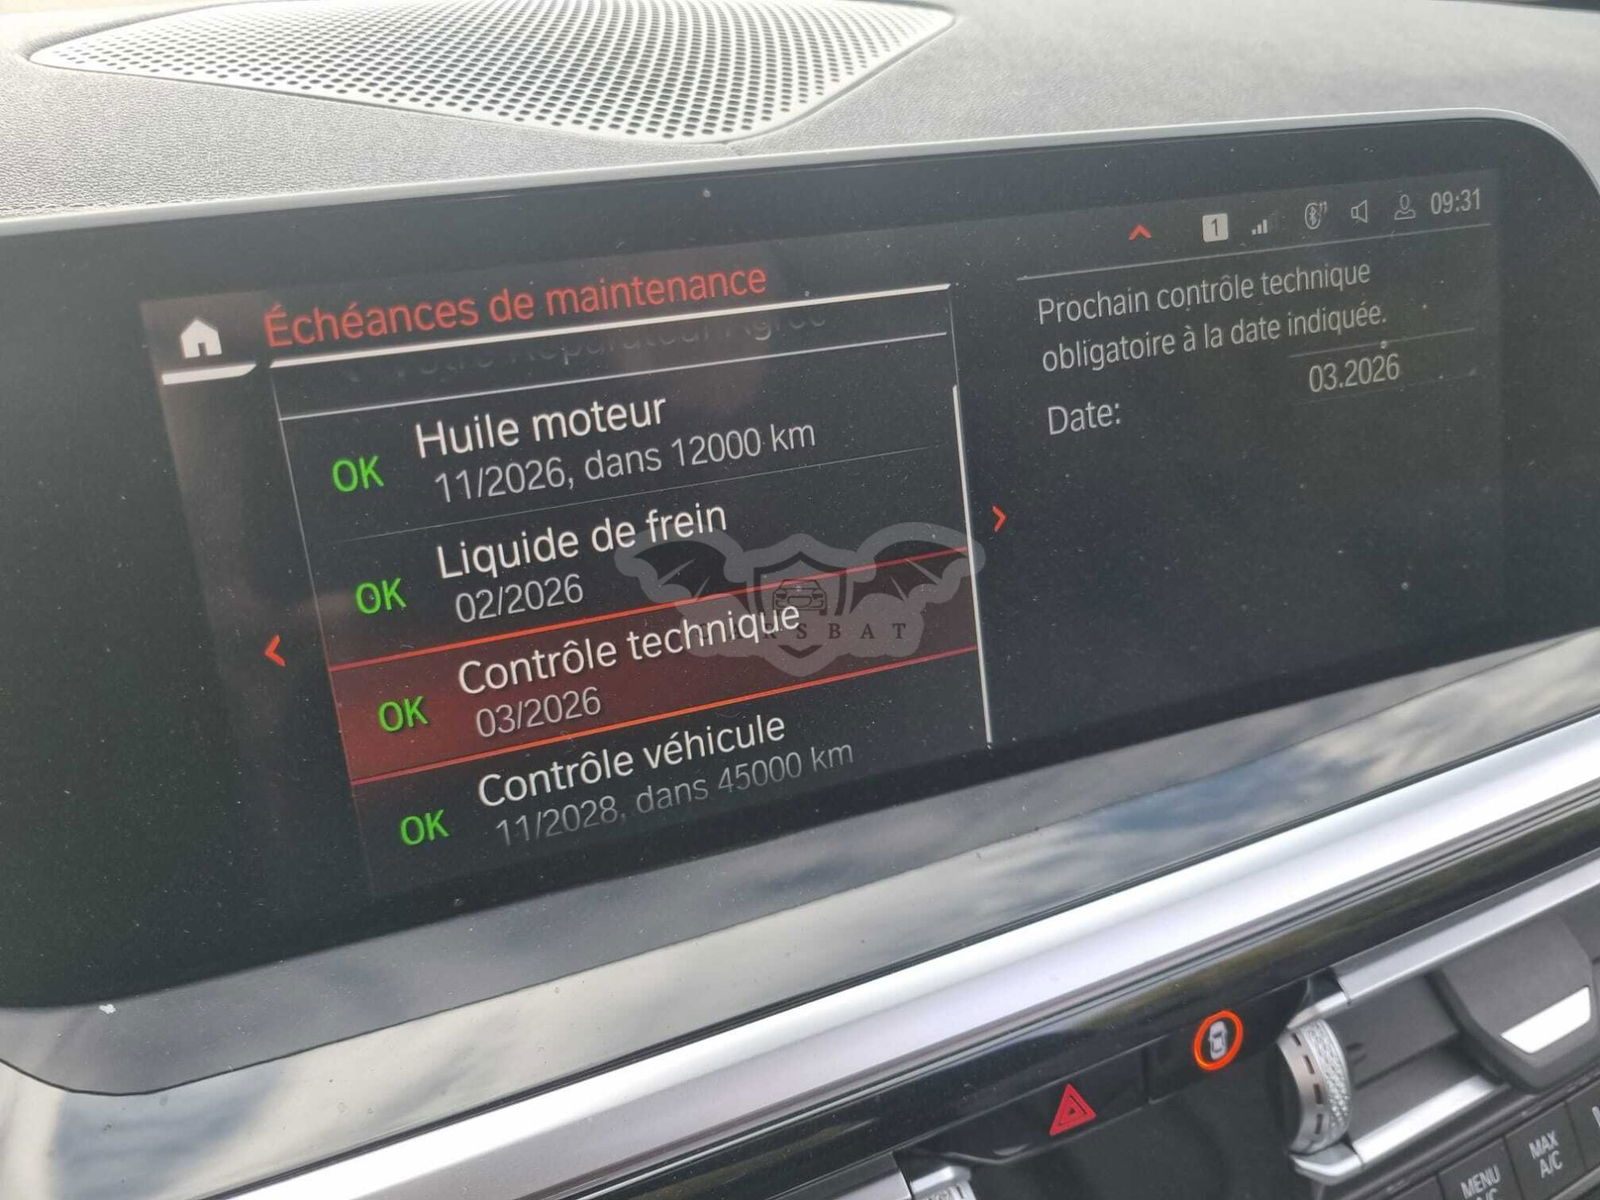 1
09:31
Échéances de maintenance
Huile moteur
OK
11/2026, dans 12000 km
Liquide de frein
OK
02/2026
Contrôle technique
OK
03/2026
Contrôle véhicule
OK
11/2028, dans 45000 km
Prochain contrôle technique
obligatoire à la date indiquée.
03.2026
Date:
MENU
MAX
A/C